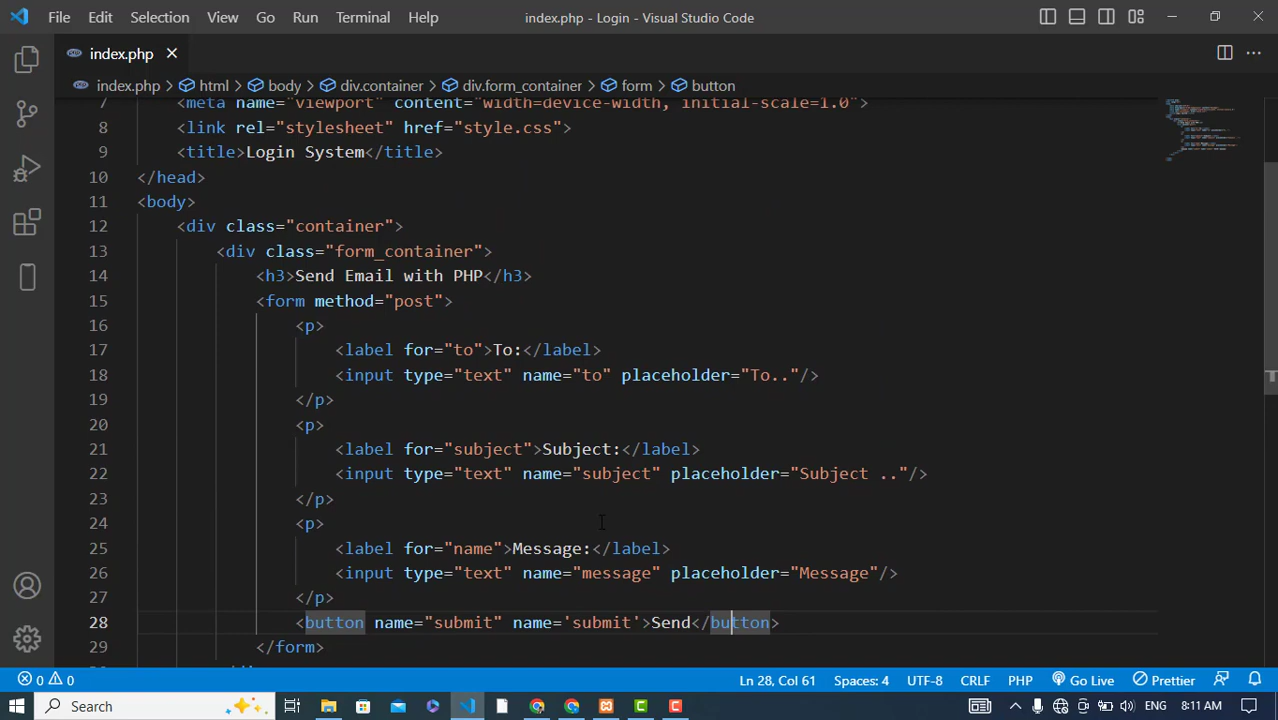 File Edit Selection View Go Run Terminal Help index.php - Login - Visual Studio Code
index.php
index.php > html > body > div.container > div.form_container > form > button
7 <meta name="viewport" content="width=device-width, initial-scale=1.0">
8 <link rel="stylesheet" href="style.css">
9 <title>Login System</title>
10 </head>
11 <body>
12 <div class="container">
13 <div class="form_container">
14 <h3>Send Email with PHP</h3>
15 <form method="post">
16 <p>
17 <label for="to">To:</label>
18 <input type="text" name="to" placeholder="To.."/>
19 </p>
20 <p>
21 <label for="subject">Subject:</label>
22 <input type="text" name="subject" placeholder="Subject .."/>
23 </p>
24 <p>
25 <label for="name">Message:</label>
26 <input type="text" name="message" placeholder="Message"/>
27 </p>
28 <button name="submit" name='submit'>Send</button>
29 </form>
0 0 Ln 28, Col 61 Spaces: 4 UTF-8 CRLF PHP Go Live Prettier
Search ENG 8:11 AM